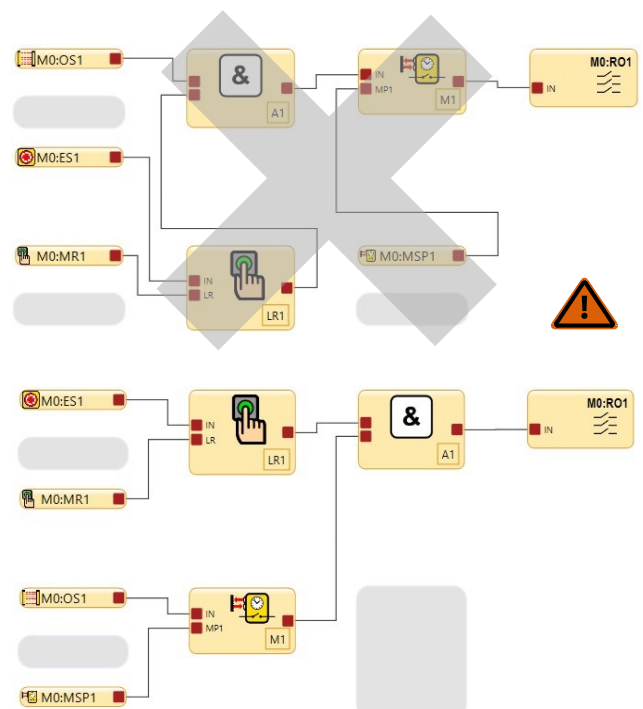 M0:OS1
&
A1
IN
MP1
M1
M0:RO1
IN
M0:ES1
M0:MR1
IN
LR
LR1
M0:MSP1
!
M0:ES1
IN
LR
LR1
&
A1
M0:RO1
IN
M0:MR1
M0:OS1
IN
MP1
M1
M0:MSP1